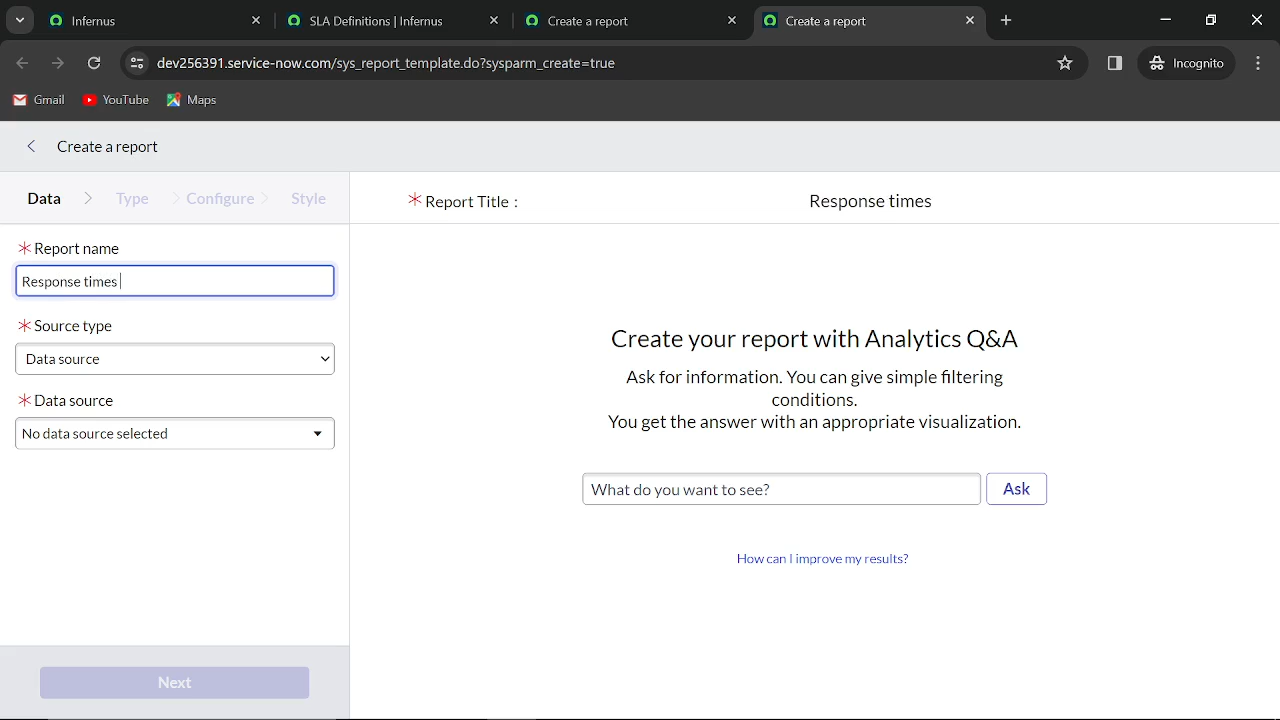 Infernus
SLA Definitions | Infernus
Create a report
Create a report
dev256391.service-now.com/sys_report_template.do?sysparm_create=true
Incognito
Gmail
YouTube
Maps
Create a report
Data
Type
Configure
Style
* Report Title :
Response times
* Report name
Response times
* Source type
Data source
* Data source
No data source selected
Create your report with Analytics Q&A
Ask for information. You can give simple filtering
conditions.
You get the answer with an appropriate visualization.
What do you want to see?
Ask
How can I improve my results?
Next